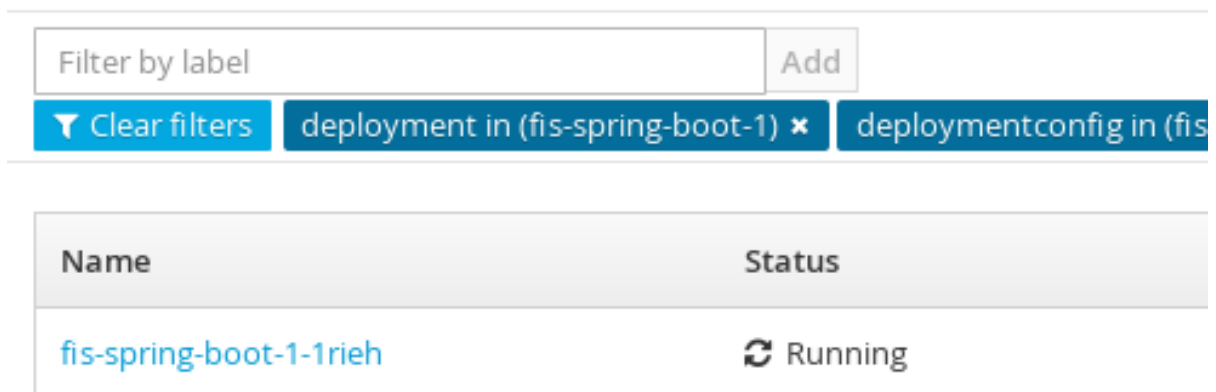 Filter by label Add
Clear filters deployment in (fis-spring-boot-1) × deploymentconfig in (fis
Name Status
fis-spring-boot-1-1rieh Running